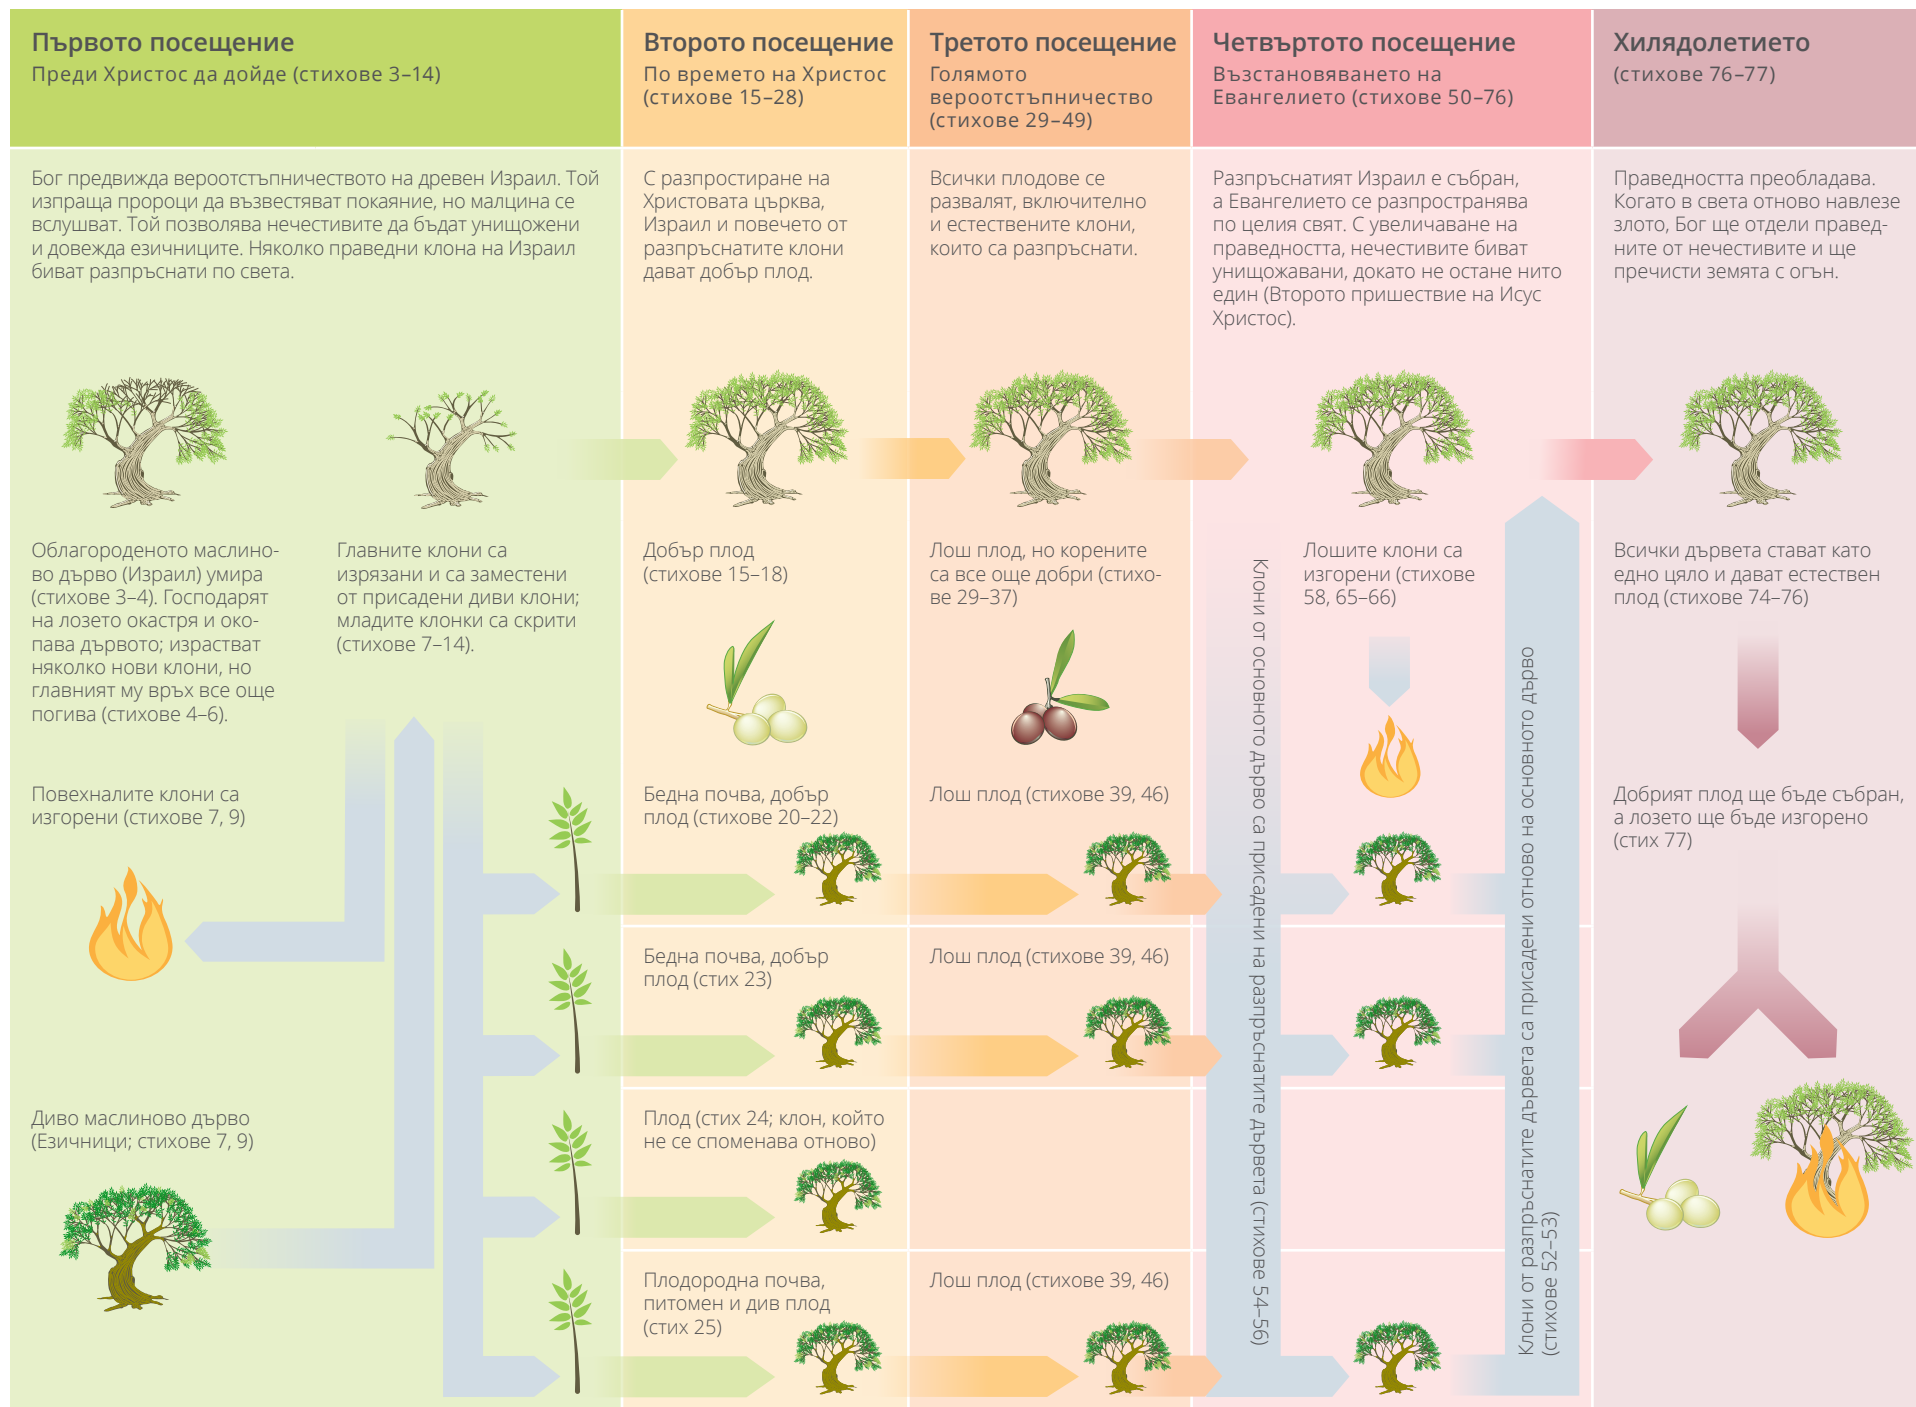 Първото посещение
Преди Христос да дойде (стихове 3–14)
Второто посещение
По времето на Христос
(стихове 15–28)
Третото посещение
Голямото
вероотстъпничество
(стихове 29–49)
Четвъртото посещение
Възстановяването на
Евангелието (стихове 50–76)
Хилядолетието
(стихове 76–77)
Бог предвижда вероотстъпничеството на древен Израил. Той
изпраща пророци да възвестяват покаяние, но малцина се
вслушват. Той позволява нечестивите да бъдат унищожени
и довежда езичниците. Няколко праведни клона на Израил
биват разпръснати по света.
С разпростиране на
Христовата църква,
Израил и повечето от
разпръснатите клони
дават добър плод.
Всички плодове се
развалят, включително
и естествените клони,
които са разпръснати.
Разпръснатият Израил е събран,
а Евангелието се разпространява
по целия свят. С увеличаване на
праведността, нечестивите биват
унищожавани, докато не остане нито
един (Второто пришествие на Исус
Христос).
Праведността преобладава.
Когато в света отново навлезе
злото, Бог ще отдели правед-
ните от нечестивите и ще
пречисти земята с огън.
Облагороденото маслино-
во дърво (Израил) умира
(стихове 3–4). Господарят
на лозето окастря и око-
пава дървото; израстват
няколко нови клони, но
главният му връх все още
погива (стихове 4–6).
Главните клони са
изрязани и са заместени
от присадени диви клони;
младите клонки са скрити
(стихове 7–14).
Добър плод
(стихове 15–18)
Лош плод, но корените
са все още добри (стихо-
ве 29–37)
Лошите клони са
изгорени (стихове
58, 65–66)
Всички дървета стават като
едно цяло и дават естествен
плод (стихове 74–76)
Повехналите клони са
изгорени (стихове 7, 9)
Бедна почва, добър
плод (стихове 20–22)
Лош плод (стихове 39, 46)
Добрият плод ще бъде събран,
а лозето ще бъде изгорено
(стих 77)
Бедна почва, добър
плод (стих 23)
Лош плод (стихове 39, 46)
Диво маслиново дърво
(Езичници; стихове 7, 9)
Плод (стих 24; клон, който
не се споменава отново)
Плодородна почва,
питомен и див плод
(стих 25)
Лош плод (стихове 39, 46)
Клони от основното дърво са присадени на разпръснатите дървета (стихове 54–56)
Клони от разпръснатите дървета са присадени отново на основното дърво
(стихове 52–53)